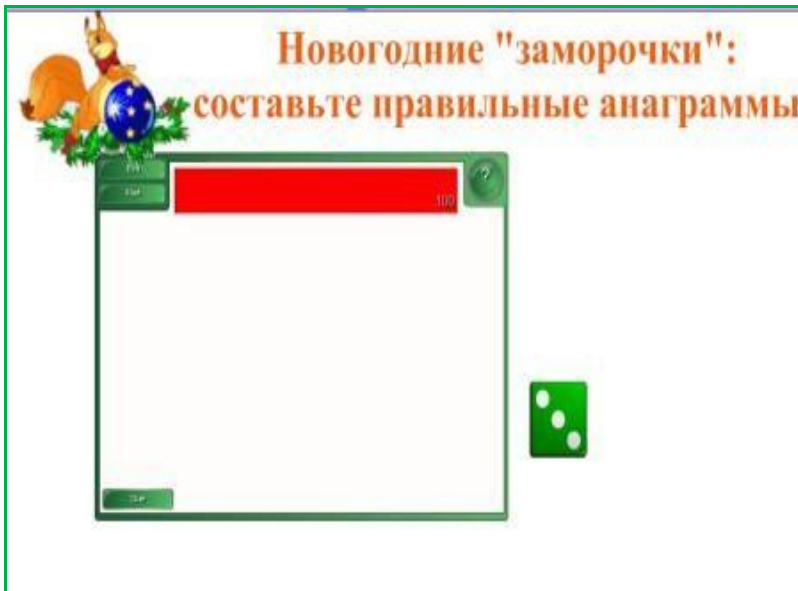 Новогодние "заморочки":
составьте правильные анаграммы
100
?